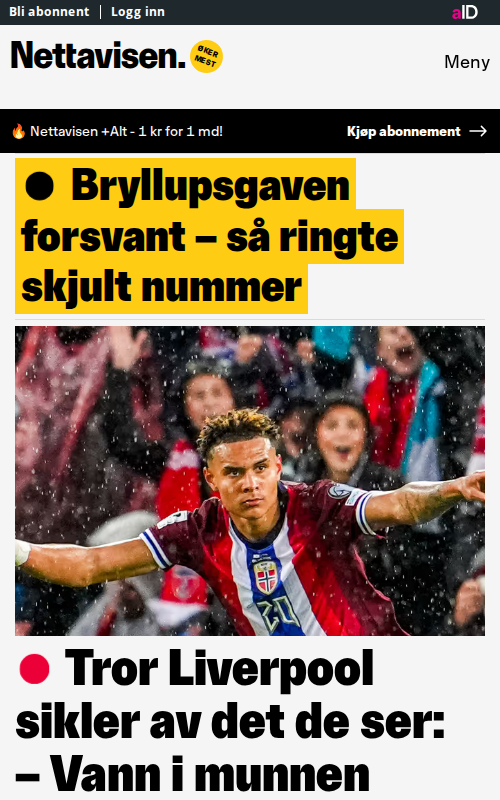 Bli abonnent | Logg inn
aID
Nettavisen.
ØKER
MEST
Meny
🔥 Nettavisen +Alt - 1 kr for 1 md!
Kjøp abonnement →
● Bryllupsgaven
forsvant – så ringte
skjult nummer
20
● Tror Liverpool
sikler av det de ser:
– Vann i munnen